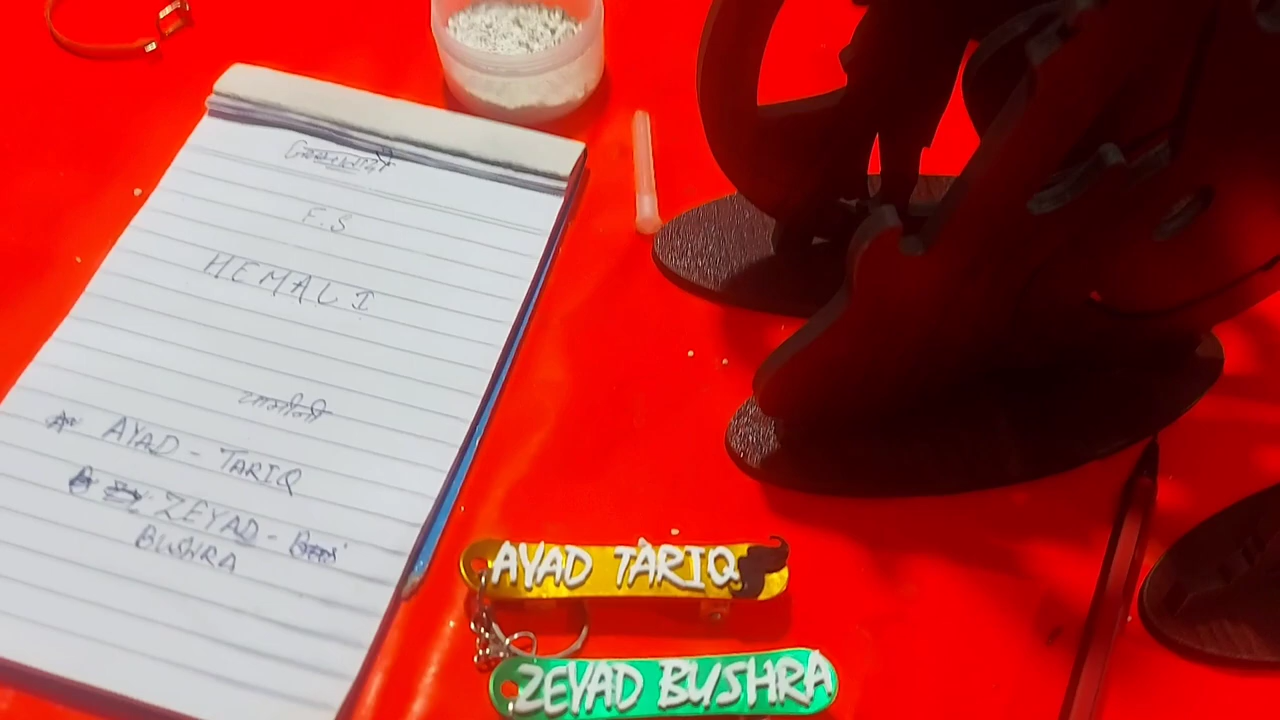 F.S
HEMALI
यामीनी
AYAD - TARIQ
ZEYAD -
BUSHRA
AYAD TARIQ
ZEYAD BUSHRA